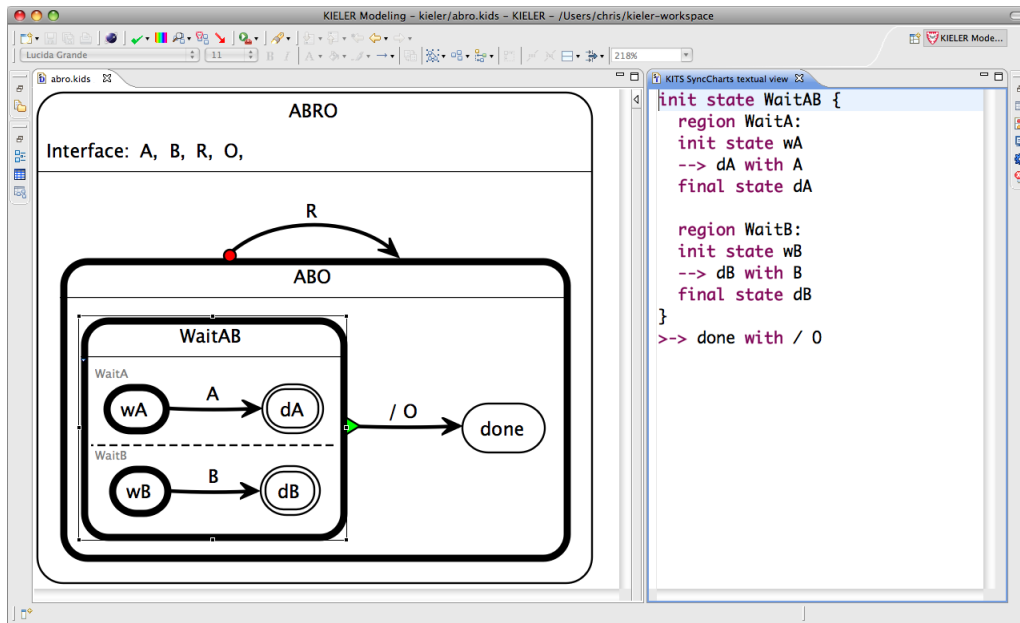 KIELER Modeling - kieler/abro.kids - KIELER - /Users/chris/kieler-workspace
Lucida Grande
11
B I
A
218%
KIELER Mode...
abro.kids
ABRO
Interface: A, B, R, O,
R
ABO
WaitAB
WaitA
wA
A
dA
WaitB
wB
B
dB
/ O
done
KITS SyncCharts textual view
init state WaitAB {
region WaitA:
init state wA
--> dA with A
final state dA
region WaitB:
init state wB
--> dB with B
final state dB
}
>-> done with / O